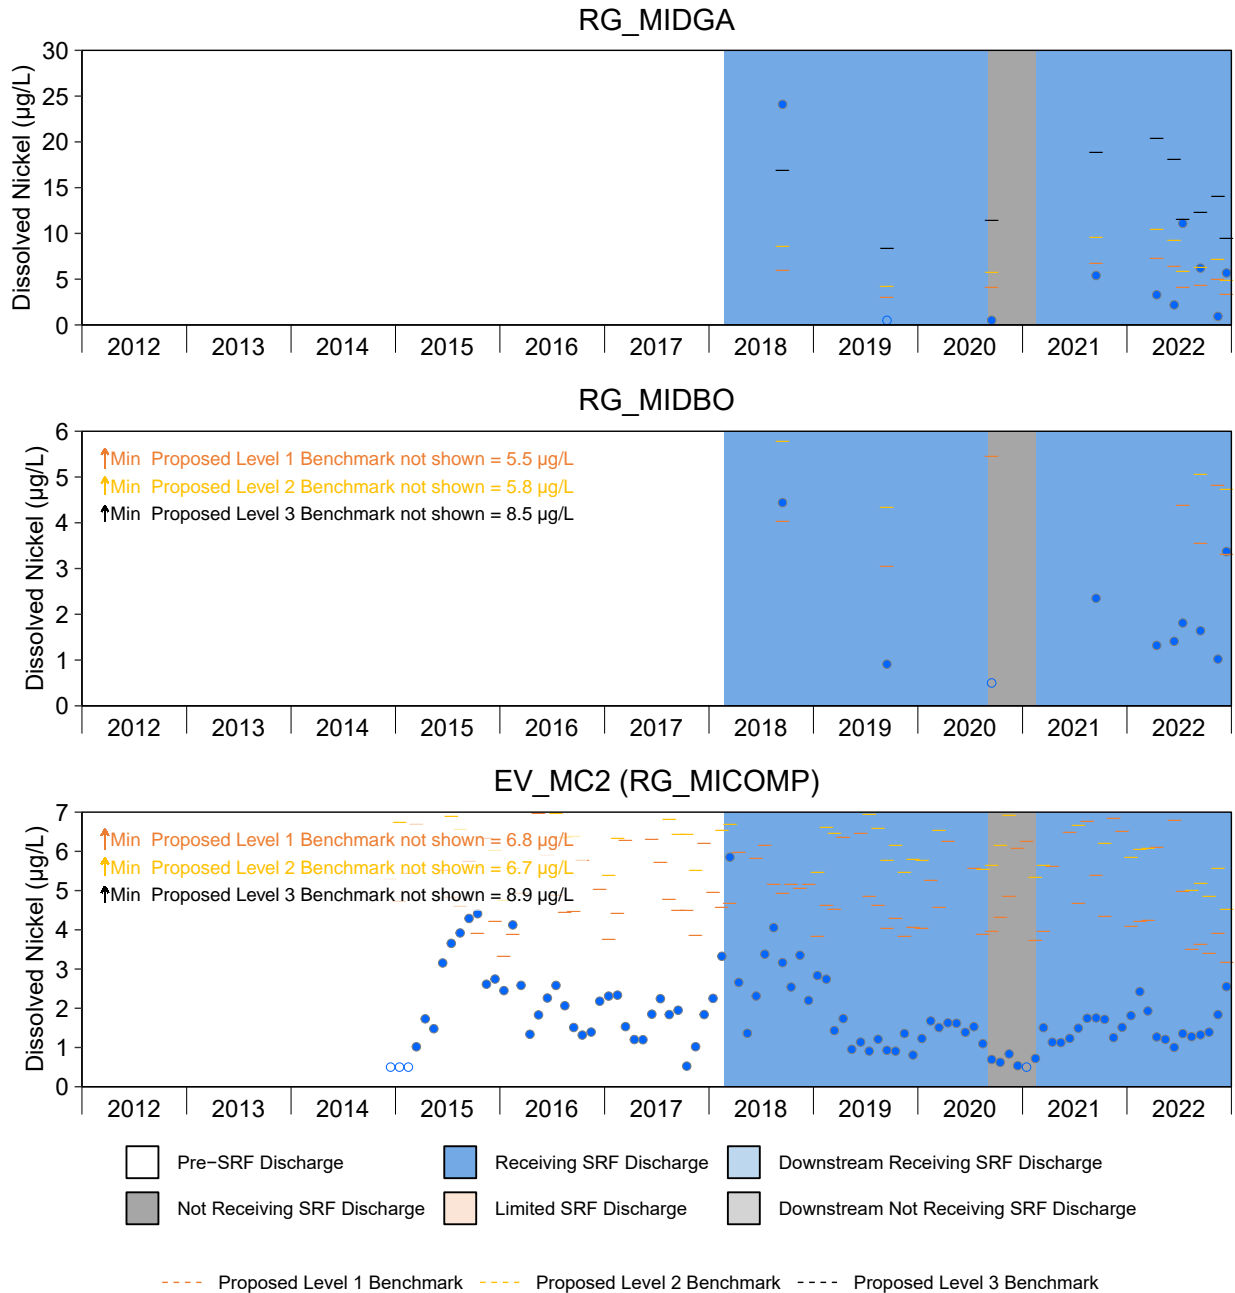 RG_MIDGA
Dissolved Nickel (µg/L)
30
25
20
15
10
5
0
2012 2013 2014 2015 2016 2017 2018 2019 2020 2021 2022
RG_MIDBO
Dissolved Nickel (µg/L)
6
5
4
3
2
1
0
Min Proposed Level 1 Benchmark not shown = 5.5 µg/L
Min Proposed Level 2 Benchmark not shown = 5.8 µg/L
Min Proposed Level 3 Benchmark not shown = 8.5 µg/L
2012 2013 2014 2015 2016 2017 2018 2019 2020 2021 2022
EV_MC2 (RG_MICOMP)
Dissolved Nickel (µg/L)
7
6
5
4
3
2
1
0
Min Proposed Level 1 Benchmark not shown = 6.8 µg/L
Min Proposed Level 2 Benchmark not shown = 6.7 µg/L
Min Proposed Level 3 Benchmark not shown = 8.9 µg/L
2012 2013 2014 2015 2016 2017 2018 2019 2020 2021 2022
Pre−SRF Discharge Receiving SRF Discharge Downstream Receiving SRF Discharge
Not Receiving SRF Discharge Limited SRF Discharge Downstream Not Receiving SRF Discharge
Proposed Level 1 Benchmark Proposed Level 2 Benchmark Proposed Level 3 Benchmark